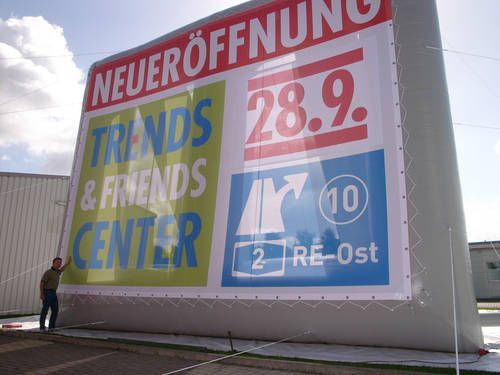 NEUERÖFFNUNG
TRENDS
& FRIENDS
CENTER
28.9.
10
2
RE-Ost